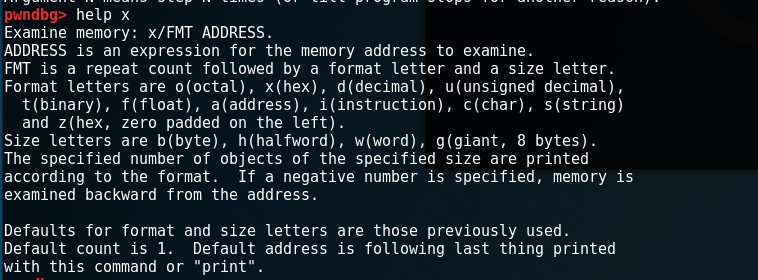 Argument N means step N times (or till program stops for another reason).
pwndbg> help x
Examine memory: x/FMT ADDRESS.
ADDRESS is an expression for the memory address to examine.
FMT is a repeat count followed by a format letter and a size letter.
Format letters are o(octal), x(hex), d(decimal), u(unsigned decimal),
  t(binary), f(float), a(address), i(instruction), c(char), s(string)
  and z(hex, zero padded on the left).
Size letters are b(byte), h(halfword), w(word), g(giant, 8 bytes).
The specified number of objects of the specified size are printed
according to the format.  If a negative number is specified, memory is
examined backward from the address.

Defaults for format and size letters are those previously used.
Default count is 1.  Default address is following last thing printed
with this command or "print".